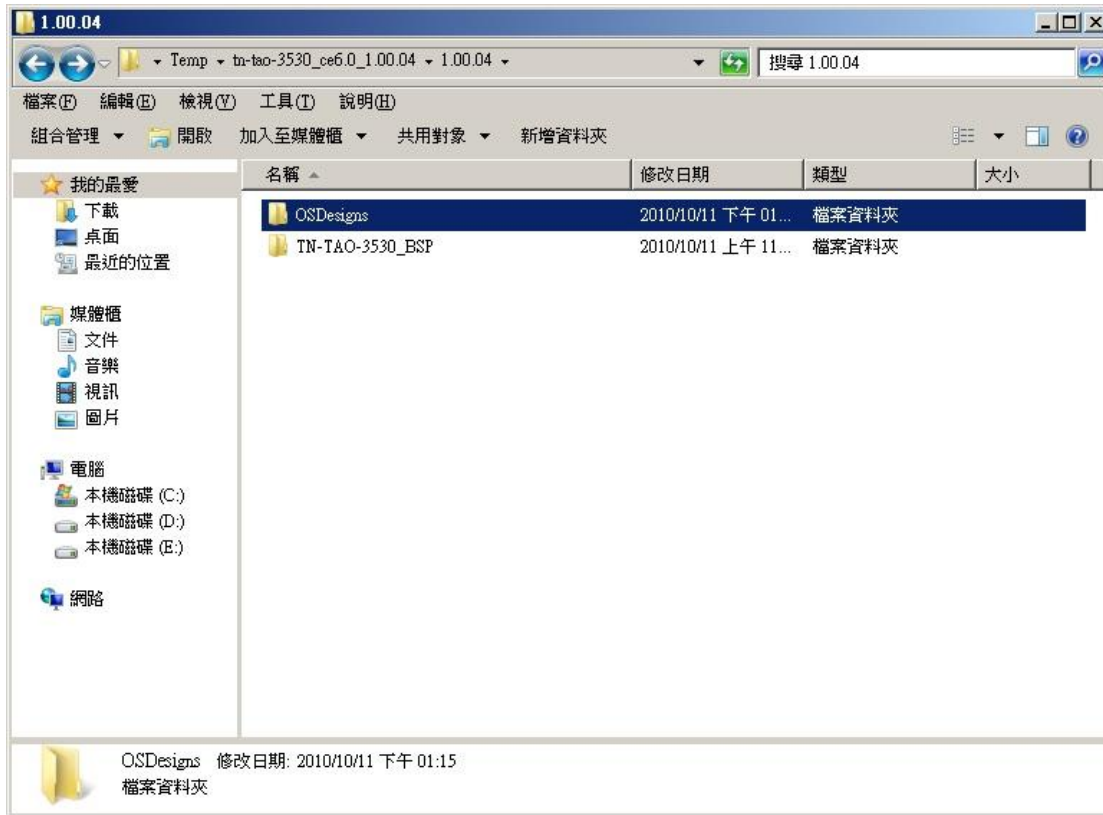 1.00.04
Temp tn-tao-3530_ce6.0_1.00.04 1.00.04 搜尋 1.00.04
檔案(F) 編輯(E) 檢視(V) 工具(T) 說明(H)
組合管理 開啟 加入至媒體櫃 共用對象 新增資料夾
我的最愛
下載
桌面
最近的位置
媒體櫃
文件
音樂
視訊
圖片
電腦
本機磁碟 (C:)
本機磁碟 (D:)
本機磁碟 (E:)
網路
名稱 修改日期 類型 大小
OSDesigns 2010/10/11 下午 01... 檔案資料夾
TN-TAO-3530_BSP 2010/10/11 上午 11... 檔案資料夾
OSDesigns 修改日期: 2010/10/11 下午 01:15
檔案資料夾